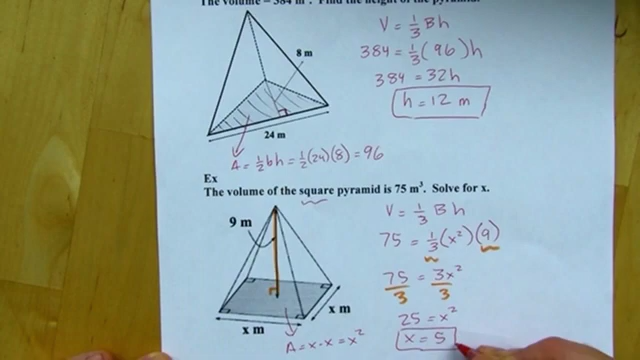 The volume = 384 m³. Find the height of the pyramid.
V = 1/3 Bh
8 m
384 = 1/3 (96) h
384 = 32h
h = 12 m
24 m
A = 1/2 bh = 1/2 (24)(8) = 96
Ex
The volume of the square pyramid is 75 m³. Solve for x.
V = 1/3 Bh
9 m
75 = 1/3 (x²)(9)
75 = 3x²
3 3
x m
25 = x²
x m
A = x·x = x²
x = 5